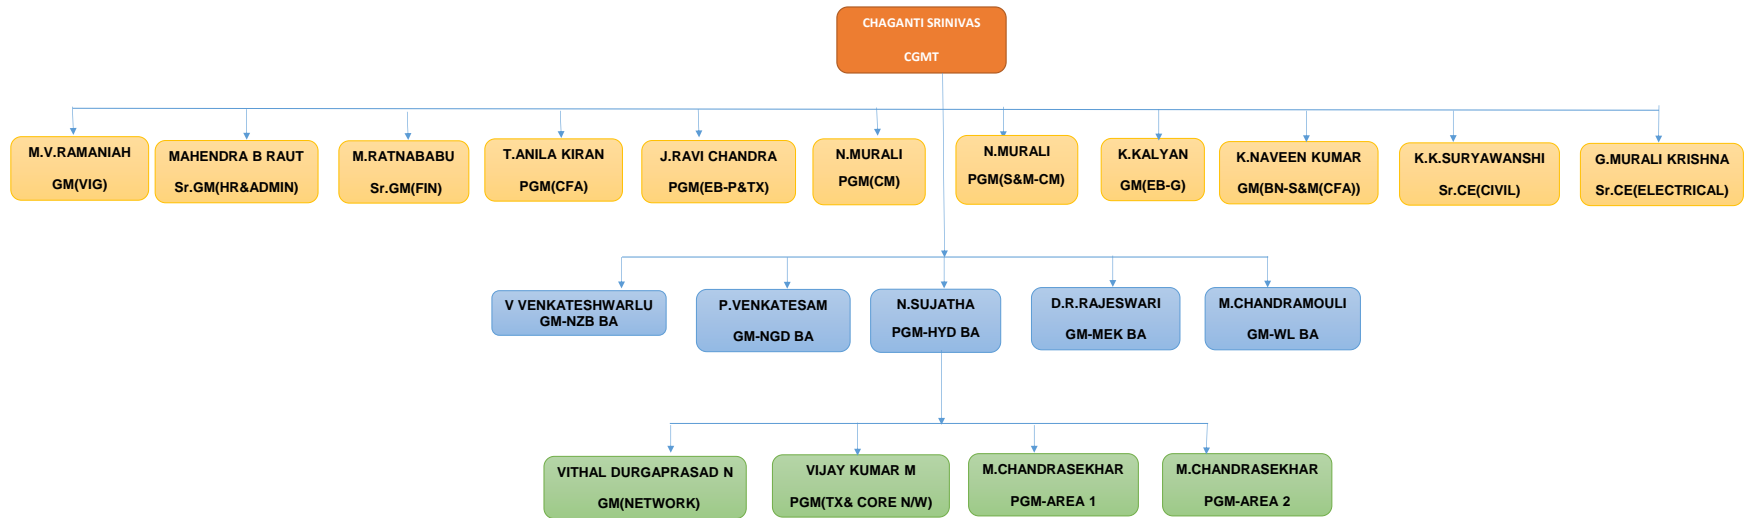 CHAGANTI SRINIVAS
CGMT
M.V.RAMANIAH
GM(VIG)
MAHENDRA B RAUT
Sr.GM(HR&ADMIN)
M.RATNABABU
Sr.GM(FIN)
T.ANILA KIRAN
PGM(CFA)
J.RAVI CHANDRA
PGM(EB-P&TX)
N.MURALI
PGM(CM)
N.MURALI
PGM(S&M-CM)
K.KALYAN
GM(EB-G)
K.NAVEEN KUMAR
GM(BN-S&M(CFA))
K.K.SURYAWANSHI
Sr.CE(CIVIL)
G.MURALI KRISHNA
Sr.CE(ELECTRICAL)
V VENKATESHWARLU
GM-NZB BA
P.VENKATESAM
GM-NGD BA
N.SUJATHA
PGM-HYD BA
D.R.RAJESWARI
GM-MEK BA
M.CHANDRAMOULI
GM-WL BA
VITHAL DURGAPRASAD N
GM(NETWORK)
VIJAY KUMAR M
PGM(TX& CORE N/W)
M.CHANDRASEKHAR
PGM-AREA 1
M.CHANDRASEKHAR
PGM-AREA 2